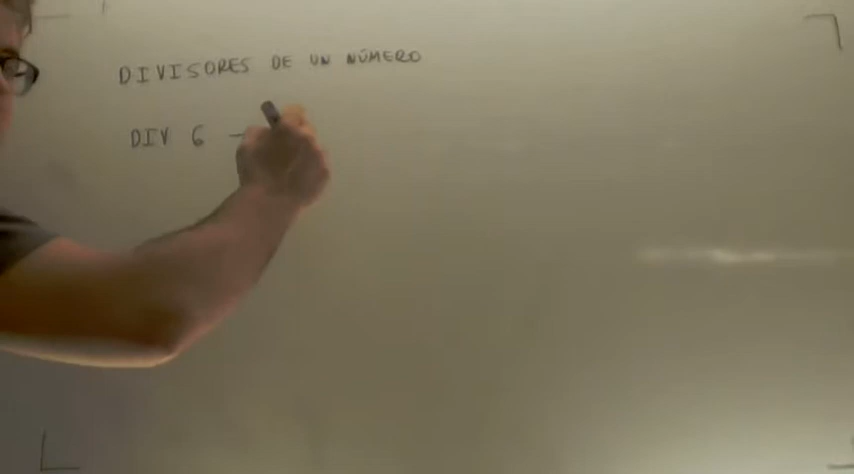 DIVISORES DE UN NÚMERO
DIV 6 –